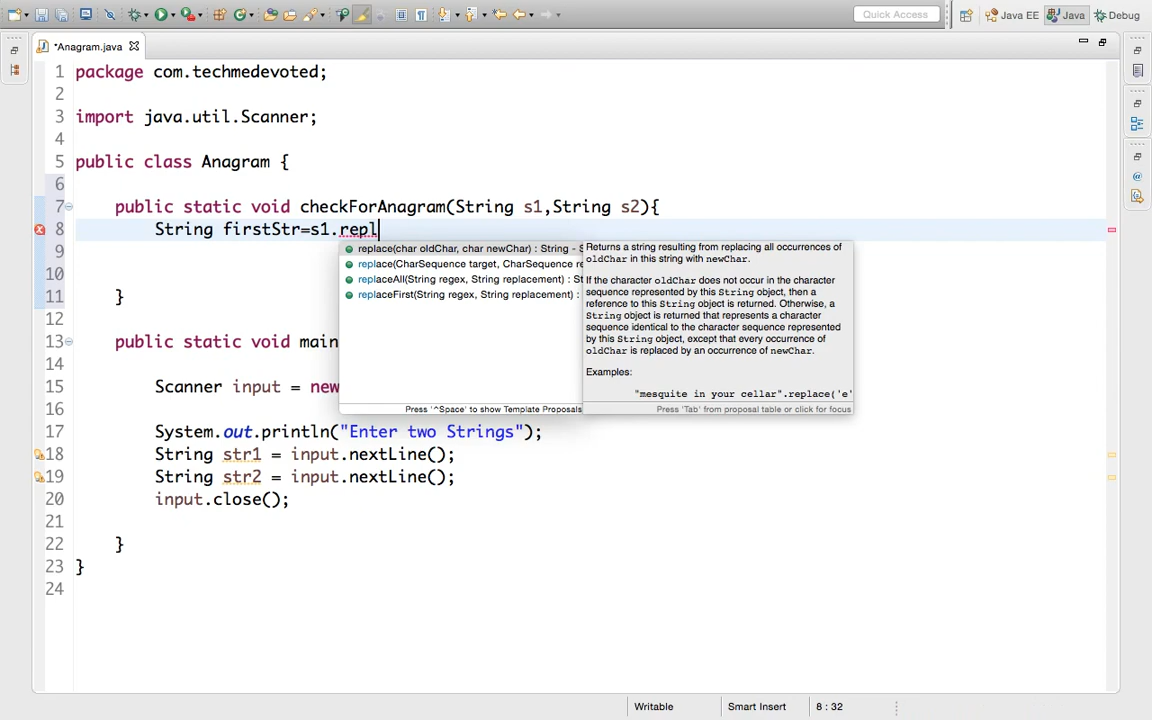 Quick Access
Java EE
Java
Debug
*Anagram.java
1 package com.techmedevoted;
2
3 import java.util.Scanner;
4
5 public class Anagram {
6
7 public static void checkForAnagram(String s1,String s2){
8 String firstStr=s1.repl
9
10
11 }
12
13 public static void main
14
15 Scanner input = new
16
17 System.out.println("Enter two Strings");
18 String str1 = input.nextLine();
19 String str2 = input.nextLine();
20 input.close();
21
22 }
23 }
24
replace(char oldChar, char newChar) : String - S
replace(CharSequence target, CharSequence re
replaceAll(String regex, String replacement) : St
replaceFirst(String regex, String replacement) :
Press '^Space' to show Template Proposals
Returns a string resulting from replacing all occurrences of
oldChar in this string with newChar.
If the character oldChar does not occur in the character
sequence represented by this String object, then a
reference to this String object is returned. Otherwise, a
String object is returned that represents a character
sequence identical to the character sequence represented
by this String object, except that every occurrence of
oldChar is replaced by an occurrence of newChar.
Examples:
"mesquite in your cellar".replace('e'
Press 'Tab' from proposal table or click for focus
Writable
Smart Insert
8 : 32